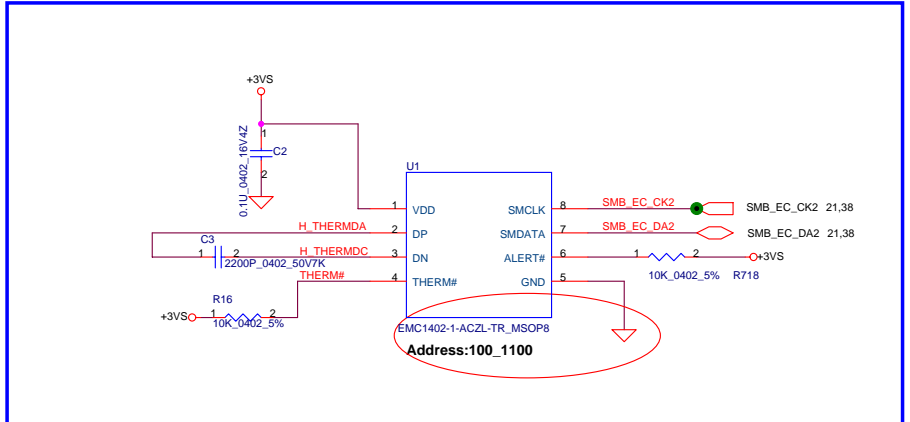 +3VS
1
C2
2
0.1U_0402_16V4Z
U1
1 VDD SMCLK 8 SMB_EC_CK2 SMB_EC_CK2 21,38
H_THERMDA 2 DP SMDATA 7 SMB_EC_DA2 SMB_EC_DA2 21,38
C3
1 2 H_THERMDC 3 DN ALERT# 6 1 2 +3VS
2200P_0402_50V7K
10K_0402_5% R718
THERM# 4 THERM# GND 5
R16
+3VS 1 2
10K_0402_5%
EMC1402-1-ACZL-TR_MSOP8
Address:100_1100